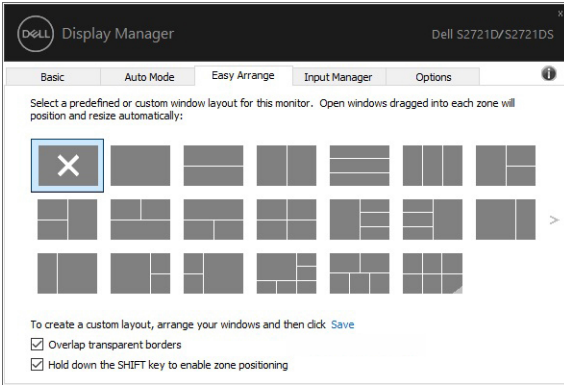 DELL Display Manager
Dell S2721D/S2721DS
x
Basic
Auto Mode
Easy Arrange
Input Manager
Options
i
Select a predefined or custom window layout for this monitor. Open windows dragged into each zone will
position and resize automatically:
>
To create a custom layout, arrange your windows and then click Save
Overlap transparent borders
Hold down the SHIFT key to enable zone positioning